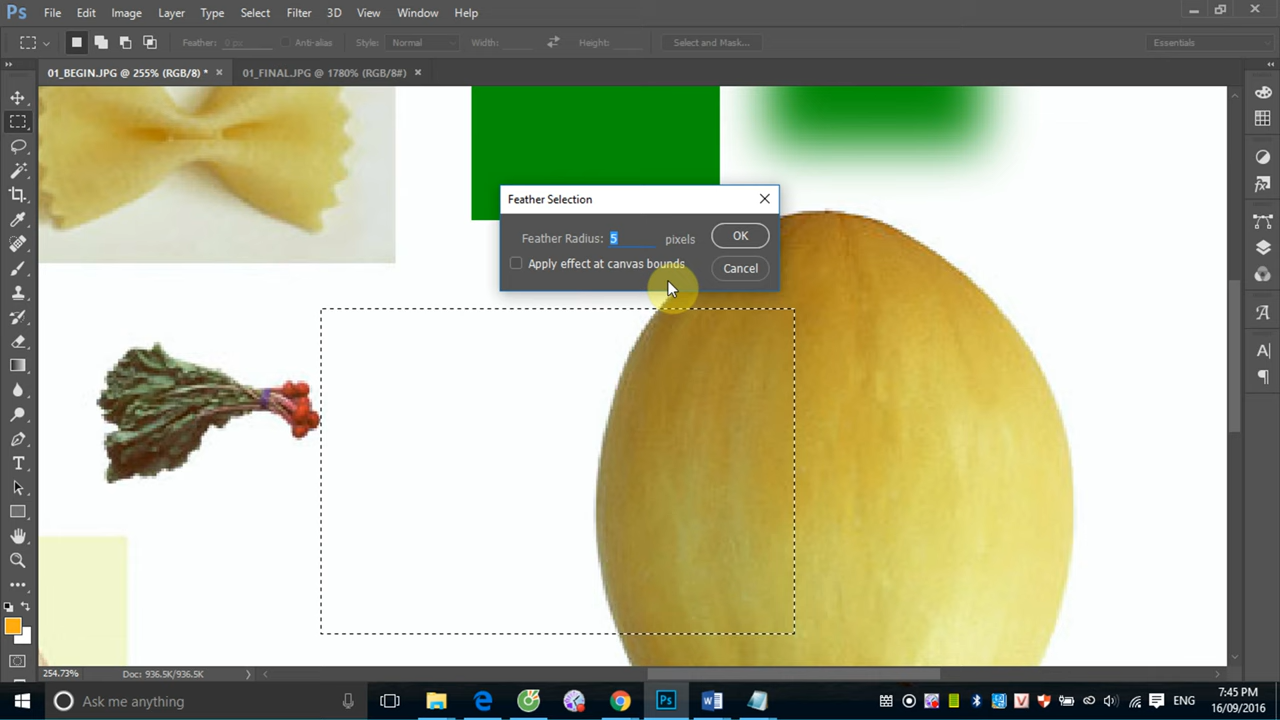 Ps File Edit Image Layer Type Select Filter 3D View Window Help
Feather: 0 px Anti-alias Style: Normal Width: Height: Select and Mask... Essentials
01_BEGIN.JPG @ 255% (RGB/8) * × 01_FINAL.JPG @ 1780% (RGB/8#) ×
Feather Selection
Feather Radius: 5 pixels OK
Apply effect at canvas bounds Cancel
254.73% Doc: 936.5K/936.5K
Ask me anything
Ps
ENG
7:45 PM
16/09/2016